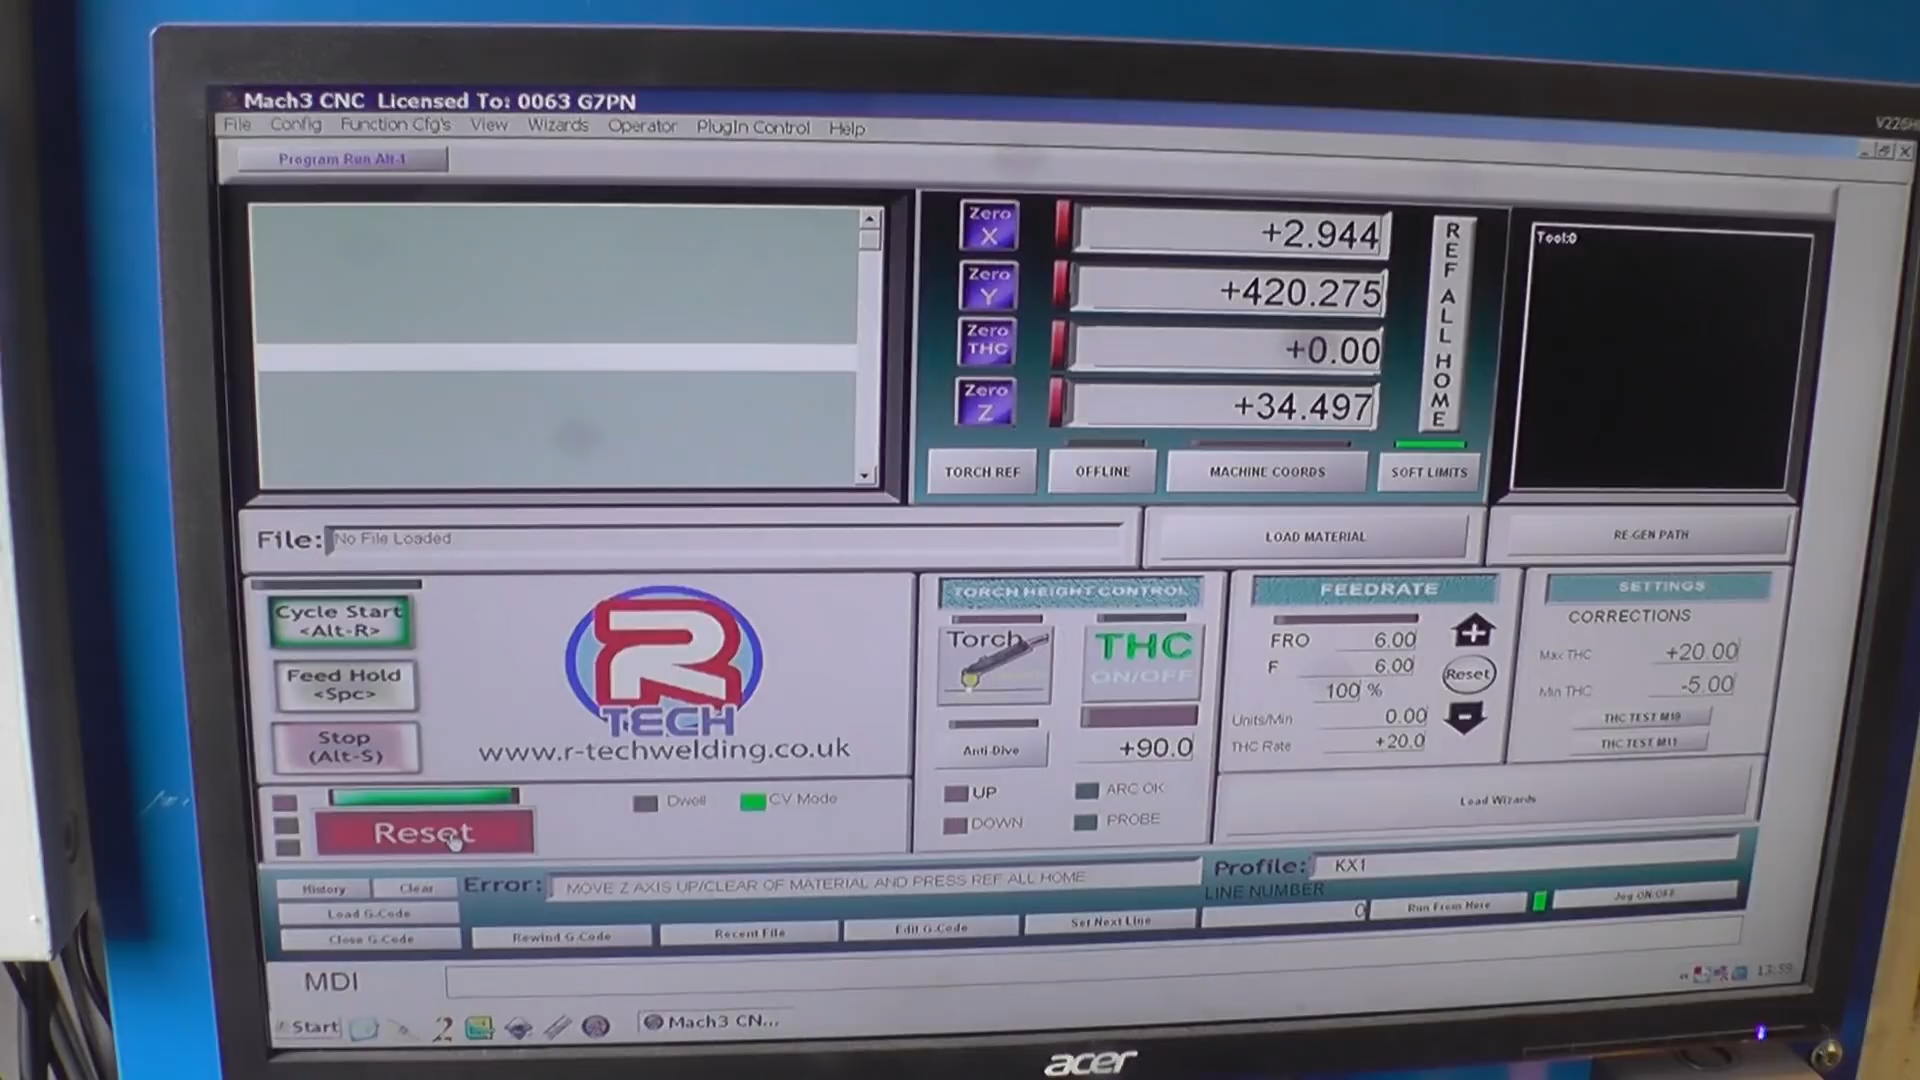 Mach3 CNC Licensed To: 0063 G7PN
File Config Function Cfg's View Wizards Operator PlugIn Control Help
Program Run Alt-1
Zero X +2.944
Zero Y +420.275
Zero THC +0.00
Zero Z +34.497
REF ALL HOME
Tool:0
TORCH REF OFFLINE MACHINE COORDS SOFT LIMITS
File: No File Loaded
LOAD MATERIAL
RE-GEN PATH
Cycle Start
<Alt-R>
Feed Hold
<Spc>
Stop
(Alt-S)
R
TECH
www.r-techwelding.co.uk
TORCH HEIGHT CONTROL
Torch
THC
ON/OFF
Anti-Dive +90.0
UP ARC OK
DOWN PROBE
FEEDRATE
FRO 6.00
F 6.00
100 %
Reset
Units/Min 0.00
THC Rate +20.0
SETTINGS
CORRECTIONS
Max THC +20.00
Min THC -5.00
THC TEST M10
THC TEST M11
Load Wizards
Dwell CV Mode
Reset
History Clear
Error: MOVE Z AXIS UP/CLEAR OF MATERIAL AND PRESS REF ALL HOME
Profile: KX1
LINE NUMBER
0
Run From Here
Jog ON/OFF
Load G-Code
Close G-Code Rewind G-Code Recent File Edit G-Code Set Next Line
MDI
13:59
Start
Mach3 CN...
acer